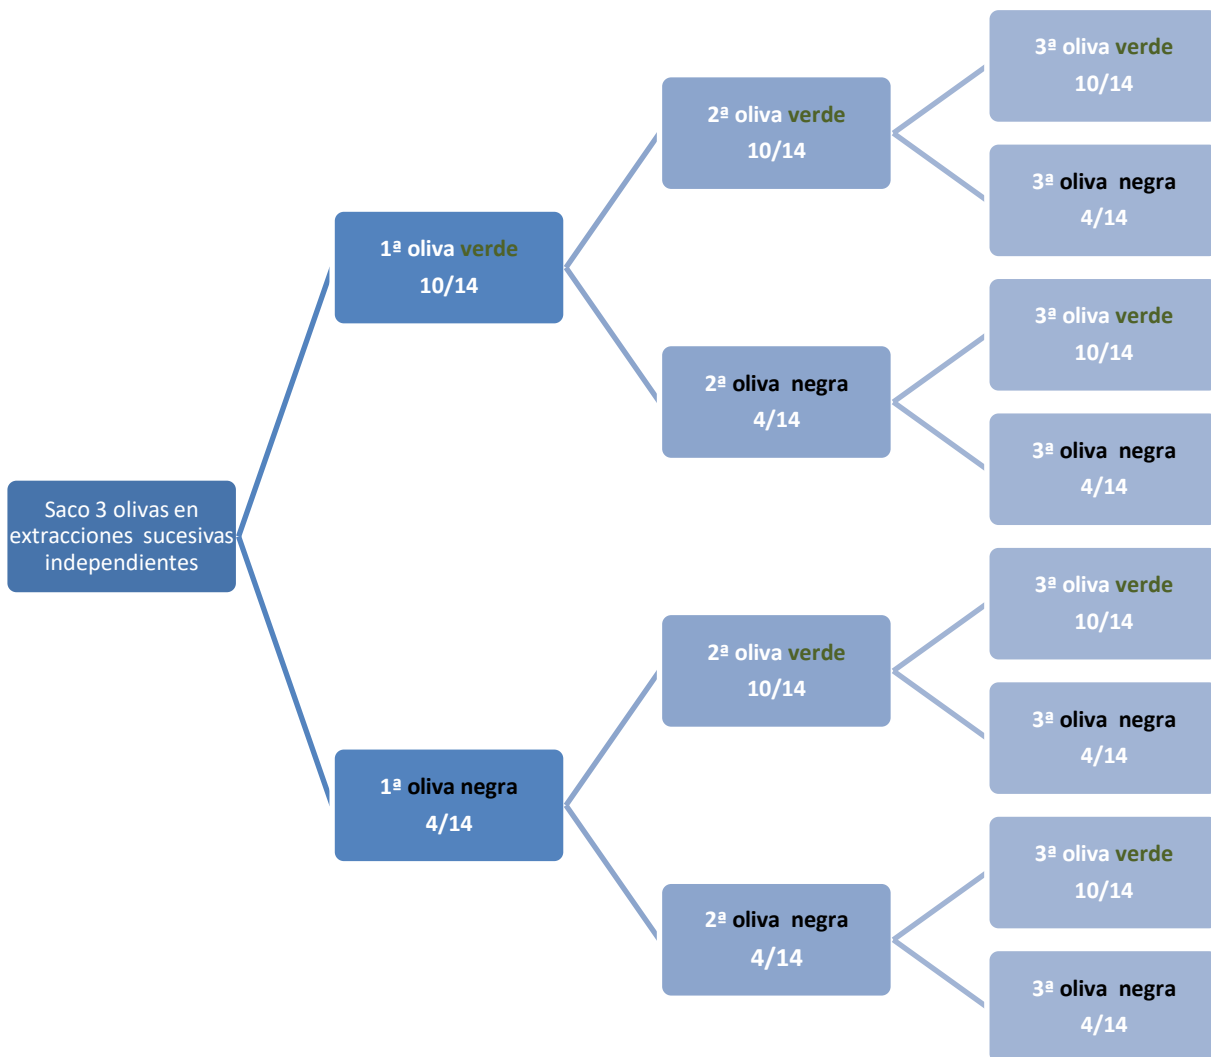 3ª oliva verde
10/14
2ª oliva verde
10/14
3ª oliva negra
4/14
1ª oliva verde
10/14
3ª oliva verde
10/14
2ª oliva negra
4/14
3ª oliva negra
4/14
Saco 3 olivas en
extracciones sucesivas
independientes
3ª oliva verde
10/14
2ª oliva verde
10/14
3ª oliva negra
4/14
1ª oliva negra
4/14
3ª oliva verde
10/14
2ª oliva negra
4/14
3ª oliva negra
4/14